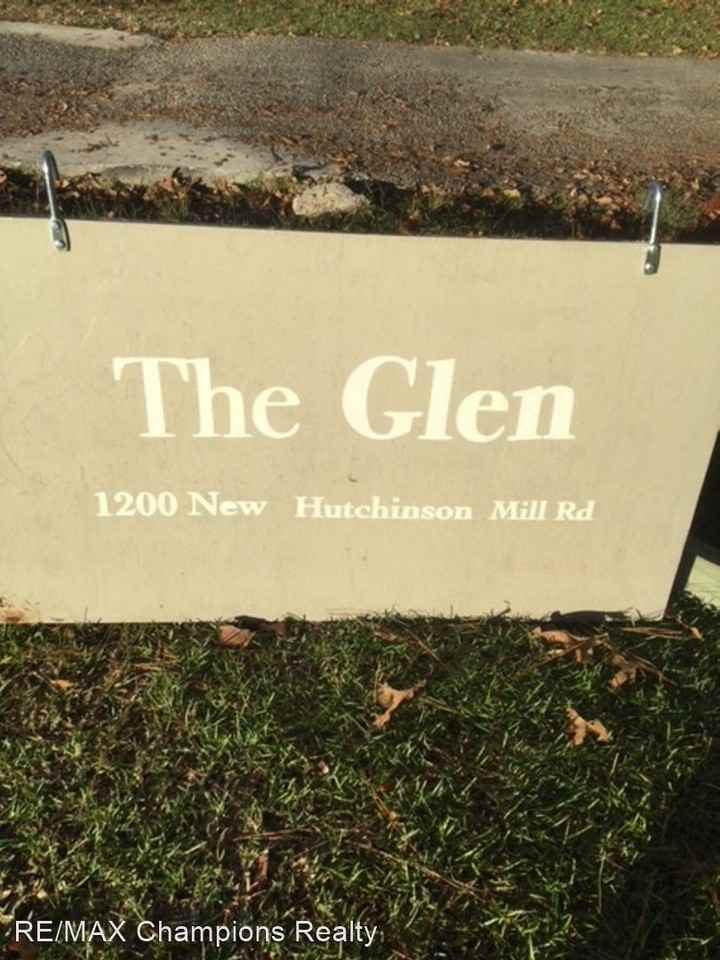 The Glen
1200 New Hutchinson Mill Rd
RE/MAX Champions Realty